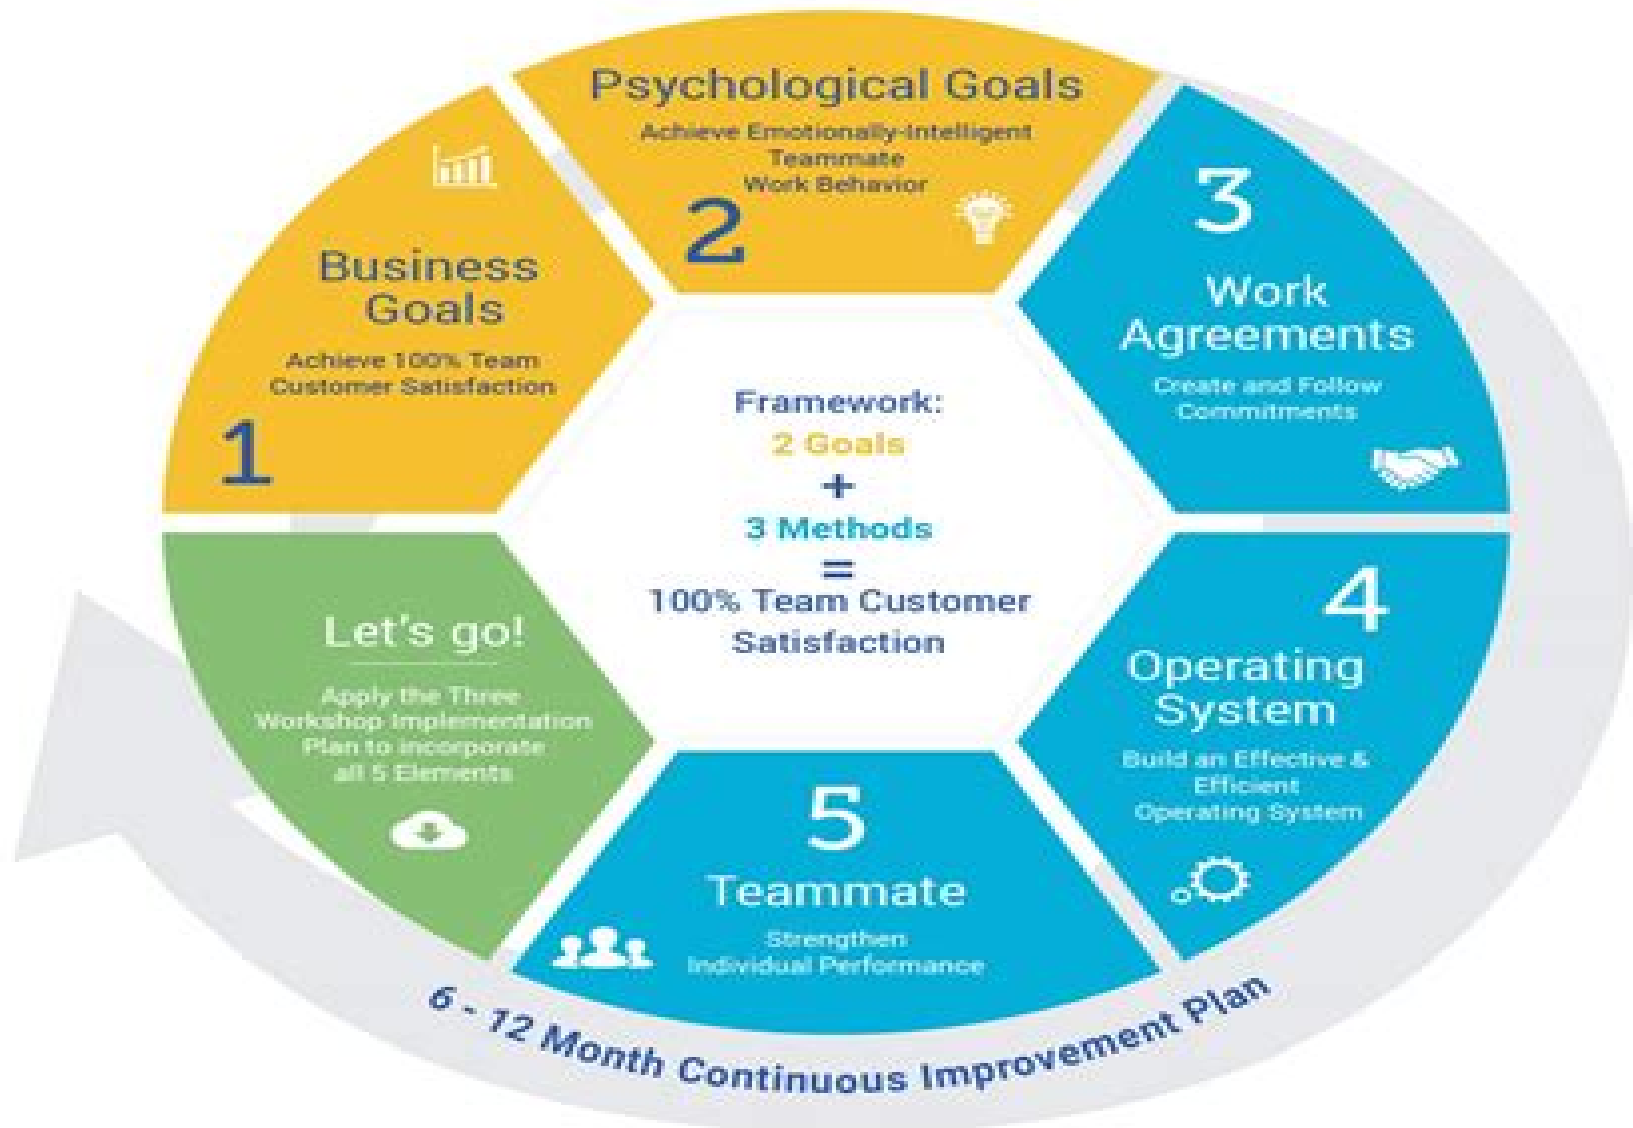 Psychological Goals
Achieve Emotionally-Intelligent
Teammate
Work Behavior
2
Business
Goals
Achieve 100% Team
Customer Satisfaction
1
3
Work
Agreements
Create and Follow
Commitments
Framework:
2 Goals
+
3 Methods
=
100% Team Customer
Satisfaction
4
Operating
System
Build an Effective &
Efficient
Operating System
Let's go!
Apply the Three
Workshop Implementation
Plan to incorporate
all 5 Elements
5
Teammate
Strengthen
Individual Performance
6 - 12 Month Continuous Improvement Plan